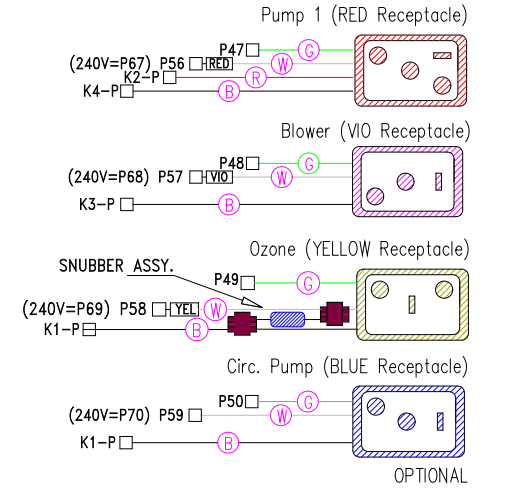 Pump 1 (RED Receptacle)
P47 G
(240V=P67) P56 RED W
K2-P R
K4-P B
Blower (VIO Receptacle)
P48 G
(240V=P68) P57 VIO W
K3-P B
Ozone (YELLOW Receptacle)
SNUBBER ASSY.
P49 G
(240V=P69) P58 YEL W
K1-P B
Circ. Pump (BLUE Receptacle)
P50 G
(240V=P70) P59 W
K1-P B
OPTIONAL